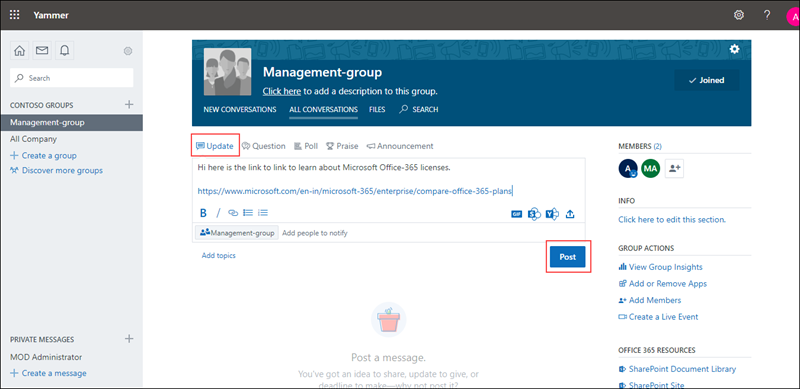 Yammer
A
Search
CONTOSO GROUPS
Management-group
All Company
Create a group
Discover more groups
PRIVATE MESSAGES
MOD Administrator
Create a message
Management-group
Click here to add a description to this group.
Joined
NEW CONVERSATIONS ALL CONVERSATIONS FILES SEARCH
Update Question Poll Praise Announcement
Hi here is the link to link to learn about Microsoft Office-365 licenses.
https://www.microsoft.com/en-in/microsoft-365/enterprise/compare-office-365-plans
B I GIF S Y
Management-group Add people to notify
Add topics
Post
Post a message.
You've got an idea to share, update to give, or
deadline to make—why not post it?
MEMBERS (2)
A MA
INFO
Click here to edit this section.
GROUP ACTIONS
View Group Insights
Add or Remove Apps
Add Members
Create a Live Event
OFFICE 365 RESOURCES
SharePoint Document Library
SharePoint Site